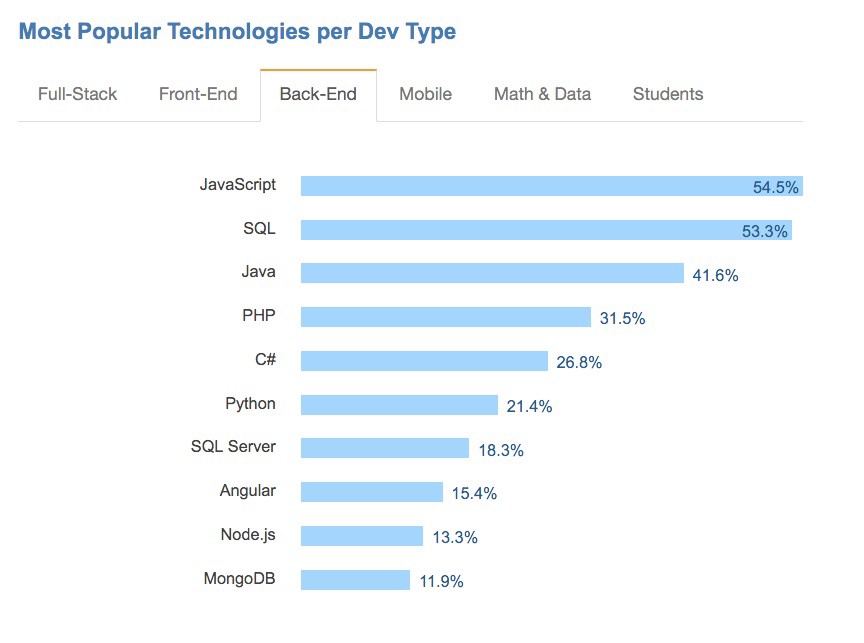 Most Popular Technologies per Dev Type
Full-Stack Front-End Back-End Mobile Math & Data Students
JavaScript 54.5%
SQL 53.3%
Java 41.6%
PHP 31.5%
C# 26.8%
Python 21.4%
SQL Server 18.3%
Angular 15.4%
Node.js 13.3%
MongoDB 11.9%